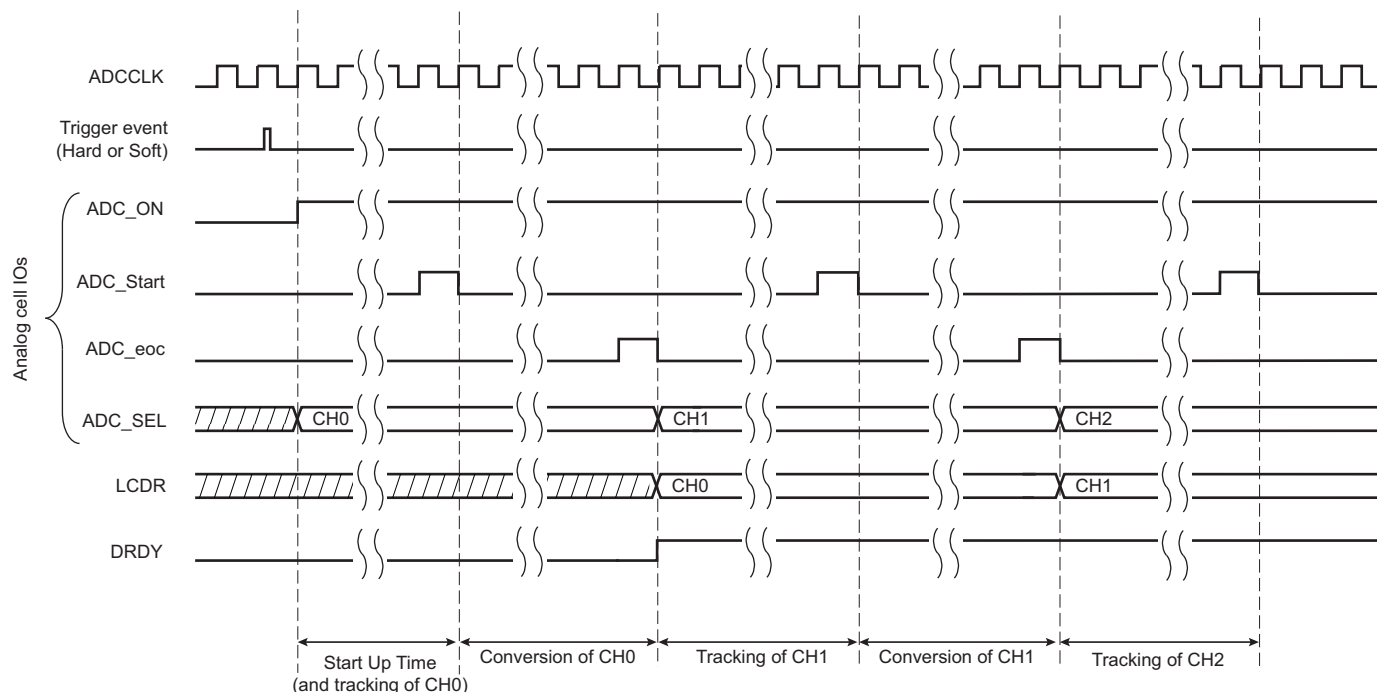 ADCCLK
Trigger event
(Hard or Soft)
Analog cell IOs
ADC_ON
ADC_Start
ADC_eoc
ADC_SEL
CH0
CH1
CH2
LCDR
CH0
CH1
DRDY
Start Up Time
(and tracking of CH0)
Conversion of CH0
Tracking of CH1
Conversion of CH1
Tracking of CH2